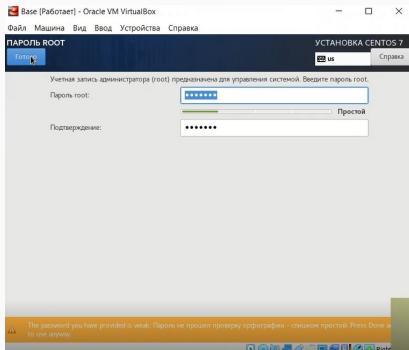 Base [Работает] - Oracle VM VirtualBox
Файл Машина Вид Ввод Устройства Справка
ПАРОЛЬ ROOT
УСТАНОВКА CENTOS 7
Готово
us
Справка
Учетная запись администратора (root) предназначена для управления системой. Введите пароль root.
Пароль root:
Простой
Подтверждение:
The password you have provided is weak: Пароль не прошел проверку орфографии - слишком простой. Press Done
to use anyway.